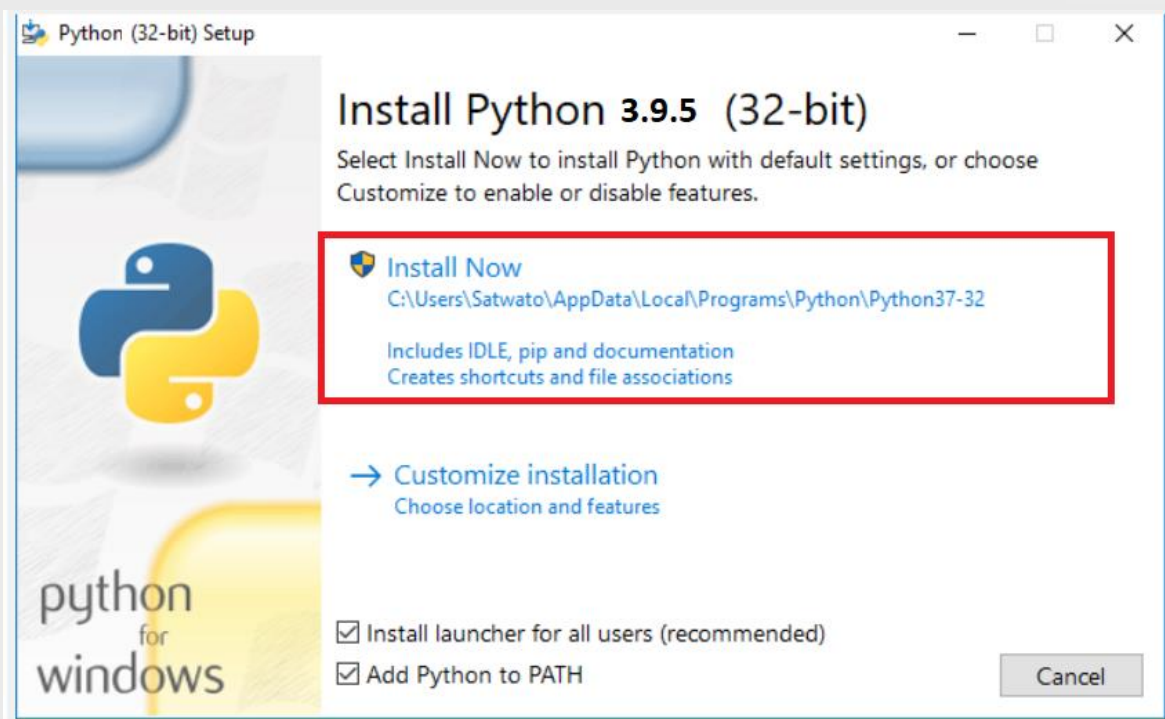 Python (32-bit) Setup
Install Python 3.9.5 (32-bit)
Select Install Now to install Python with default settings, or choose
Customize to enable or disable features.
Install Now
C:\Users\Satwato\AppData\Local\Programs\Python\Python37-32
Includes IDLE, pip and documentation
Creates shortcuts and file associations
Customize installation
Choose location and features
python
for
windows
Install launcher for all users (recommended)
Add Python to PATH
Cancel